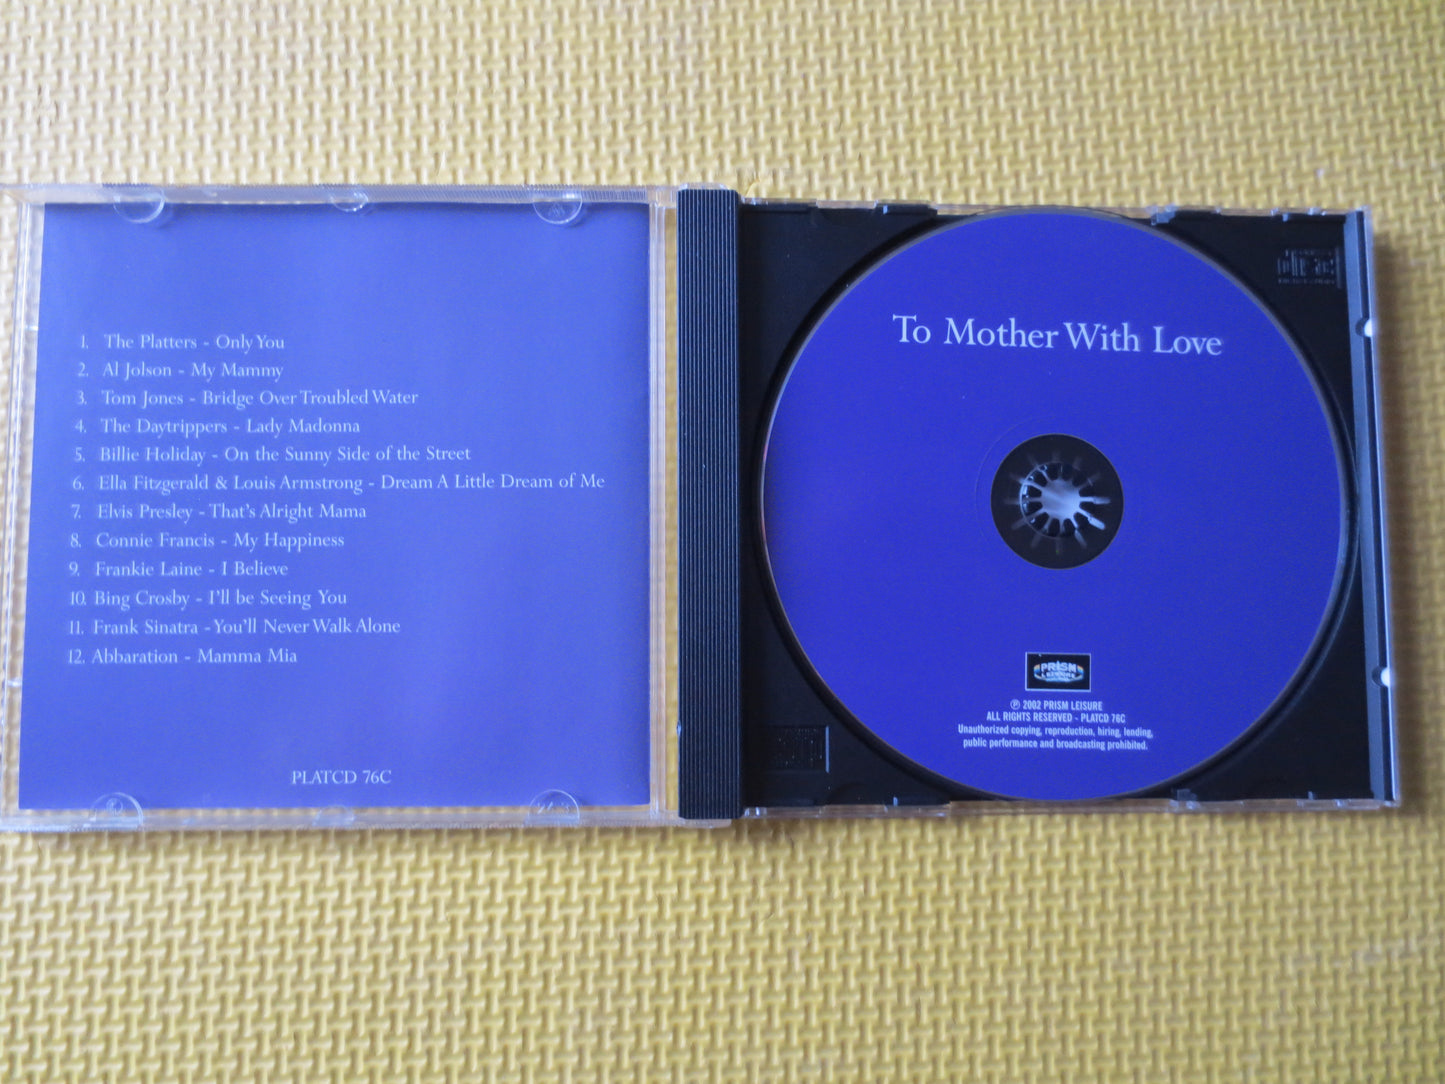 1. The Platters - Only You
2. Al Jolson - My Mammy
3. Tom Jones - Bridge Over Troubled Water
4. The Daytrippers - Lady Madonna
5. Billie Holiday - On the Sunny Side of the Street
6. Ella Fitzgerald & Louis Armstrong - Dream A Little Dream of Me
7. Elvis Presley - That's Alright Mama
8. Connie Francis - My Happiness
9. Frankie Laine - I Believe
10. Bing Crosby - I'll be Seeing You
11. Frank Sinatra - You'll Never Walk Alone
12. Abbaration - Mamma Mia
PLATCD 76C
To Mother With Love
PRISM
LEISURE
℗ 2002 PRISM LEISURE
ALL RIGHTS RESERVED - PLATCD 76C
Unauthorized copying, reproduction, hiring, lending,
public performance and broadcasting prohibited.